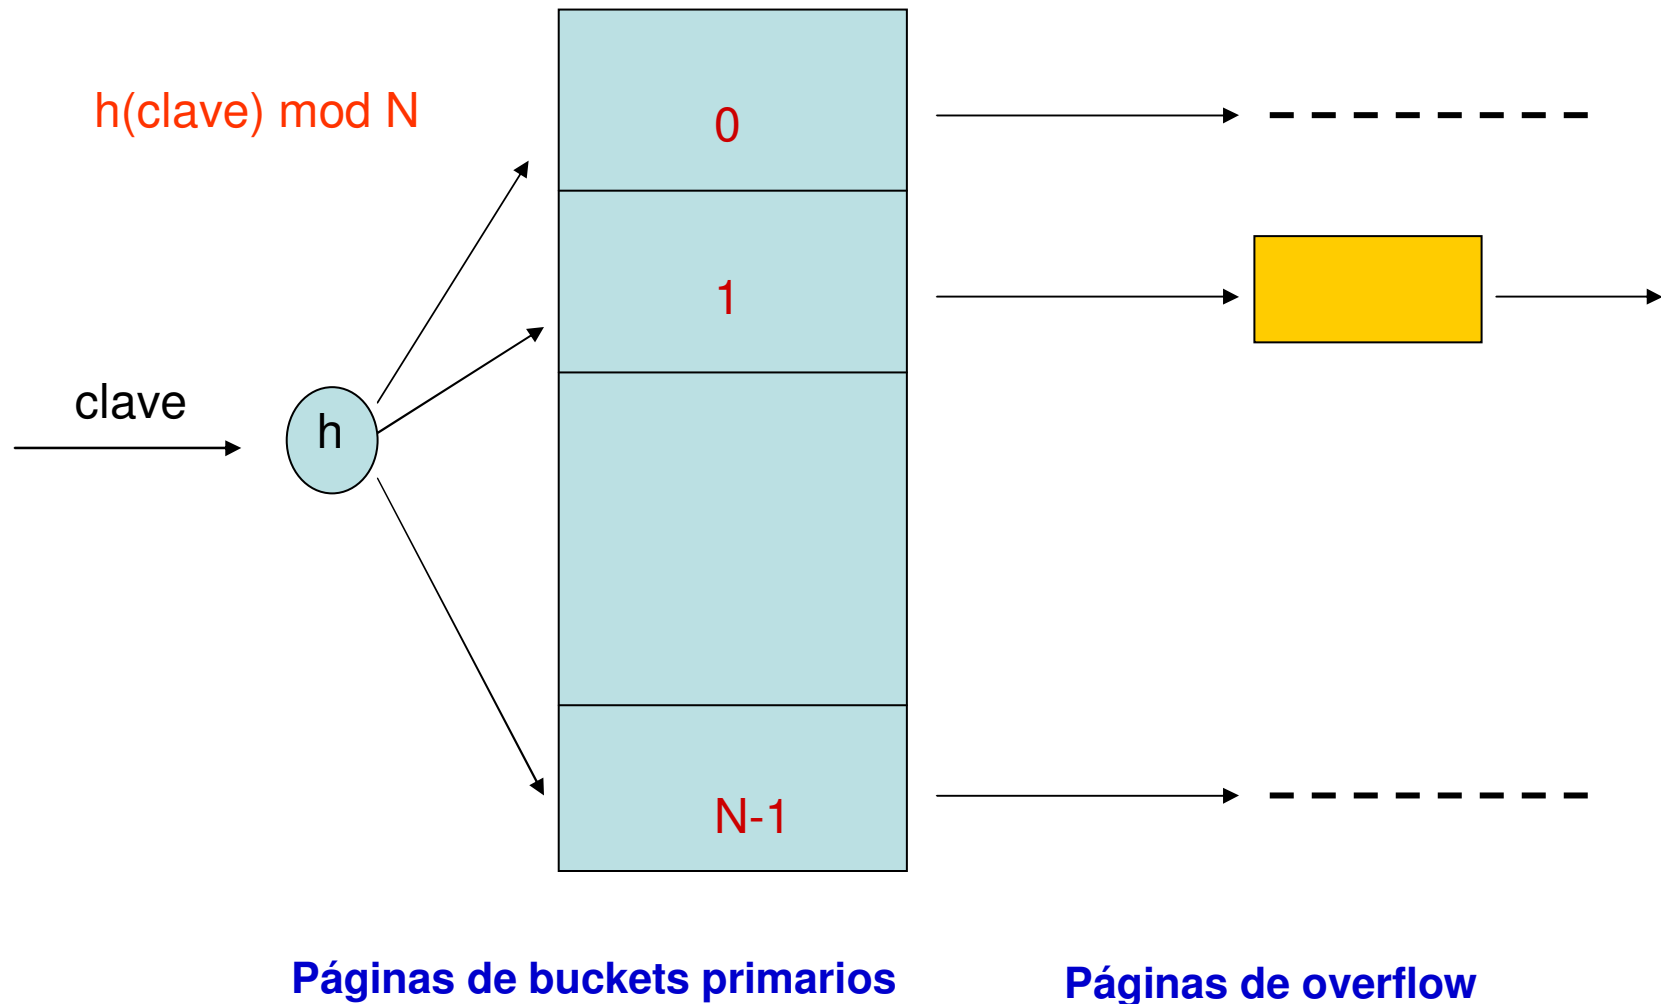 h(clave) mod N
0
1
clave
h
N-1
Páginas de buckets primarios
Páginas de overflow